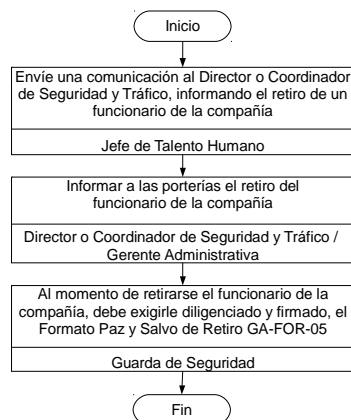 Inicio
Envíe una comunicación al Director o Coordinador
de Seguridad y Tráfico, informando el retiro de un
funcionario de la compañía
Jefe de Talento Humano
Informar a las porterías el retiro del
funcionario de la compañía
Director o Coordinador de Seguridad y Tráfico /
Gerente Administrativa
Al momento de retirarse el funcionario de la
compañía, debe exigirle diligenciado y firmado, el
Formato Paz y Salvo de Retiro GA-FOR-05
Guarda de Seguridad
Fin